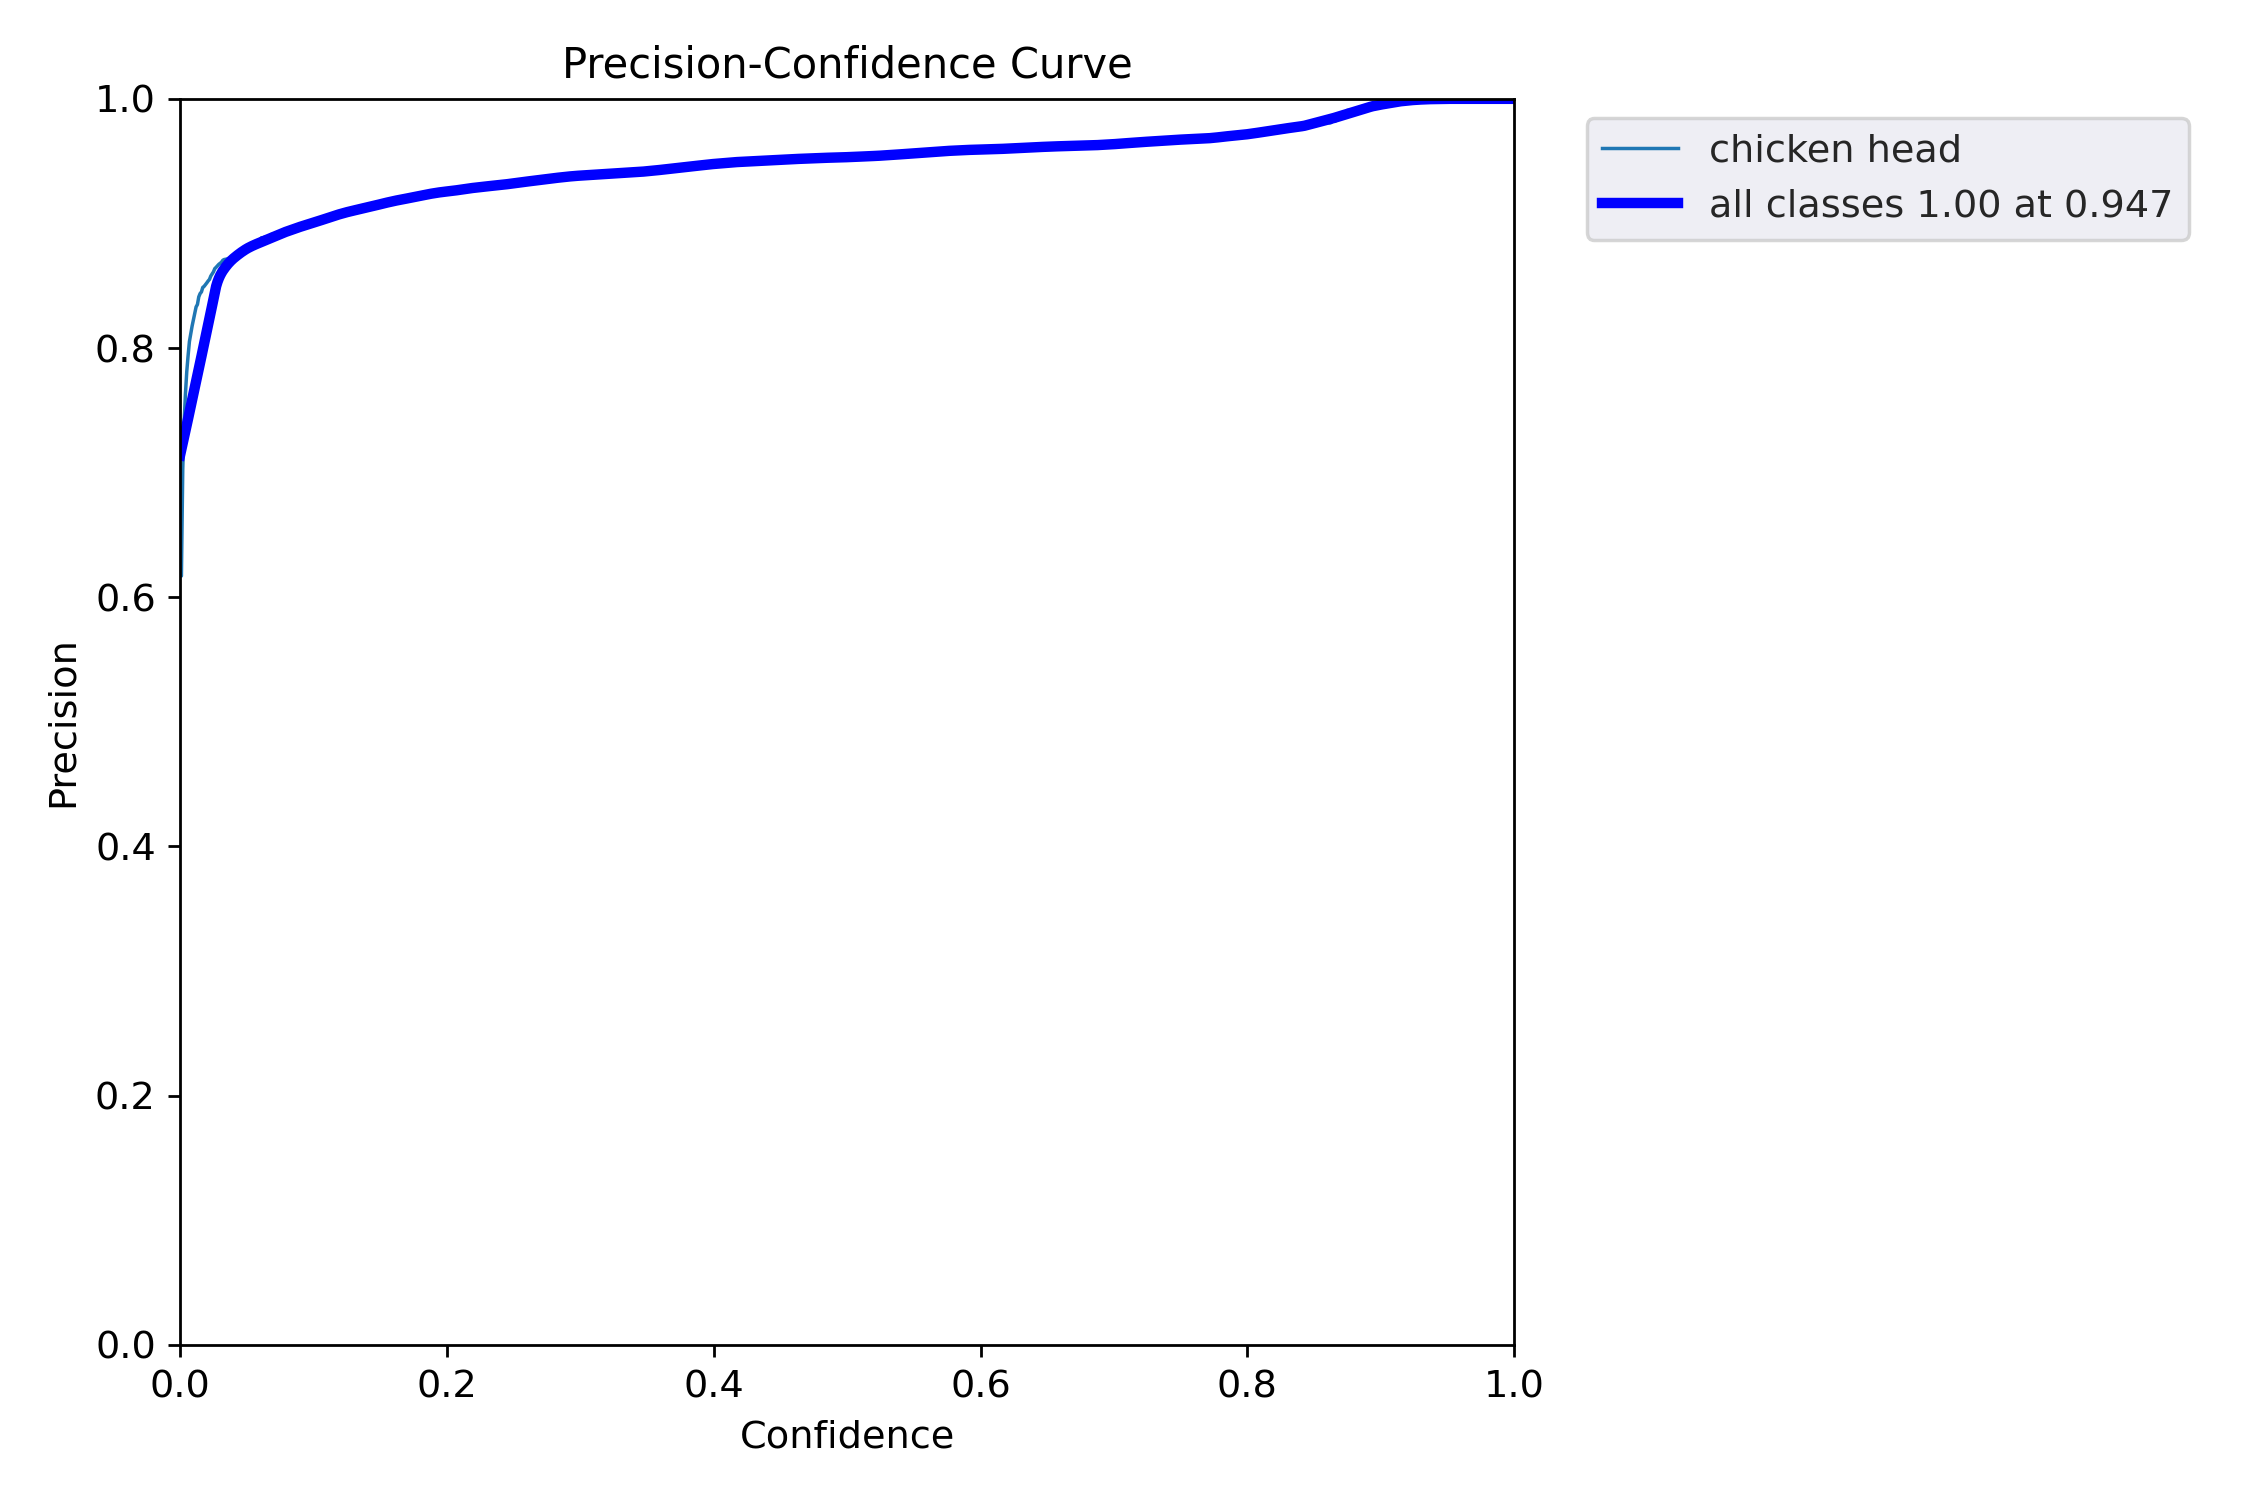 Precision-Confidence Curve
1.0
0.8
0.6
0.4
0.2
0.0
Precision
0.0 0.2 0.4 0.6 0.8 1.0
Confidence
chicken head
all classes 1.00 at 0.947